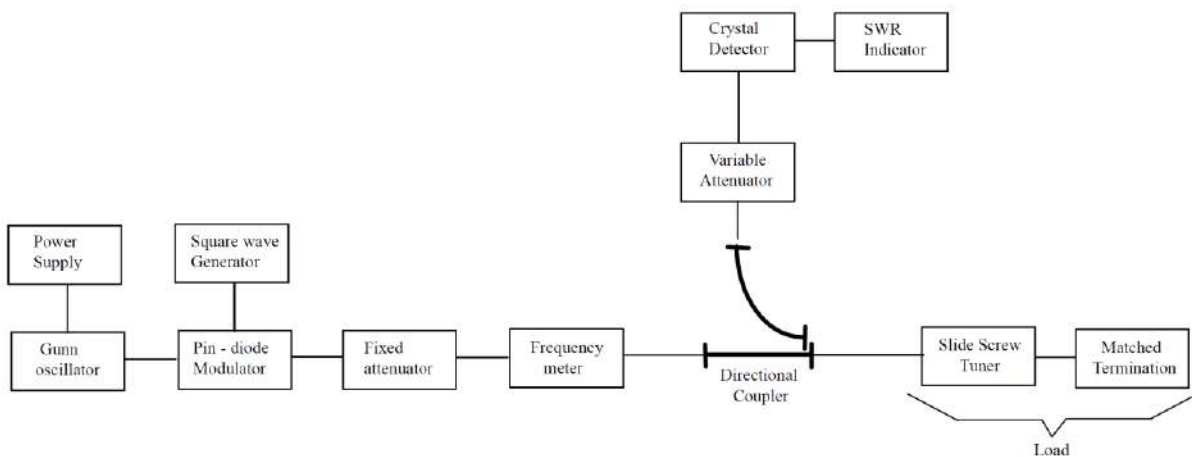 Crystal
Detector
SWR
Indicator
Variable
Attenuator
Power
Supply
Square wave
Generator
Gunn
oscillator
Pin - diode
Modulator
Fixed
attenuator
Frequency
meter
Directional
Coupler
Slide Screw
Tuner
Matched
Termination
Load